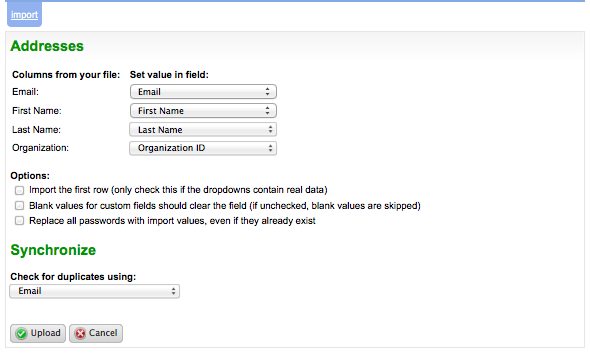 import
Addresses
Columns from your file: Set value in field:
Email: Email
First Name: First Name
Last Name: Last Name
Organization: Organization ID
Options:
Import the first row (only check this if the dropdowns contain real data)
Blank values for custom fields should clear the field (if unchecked, blank values are skipped)
Replace all passwords with import values, even if they already exist
Synchronize
Check for duplicates using:
Email
Upload Cancel